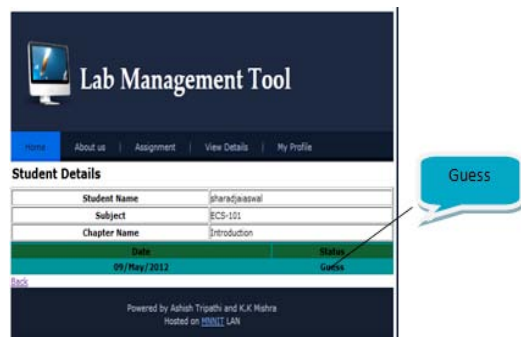 Lab Management Tool
Home About us | Assignment | View Details | My Profile
Student Details
Student Name sharadjaiaswal
Subject ECS-101
Chapter Name Introduction
Date Status
09/May/2012 Guess
Back
Powered by Ashish Tripathi and K.K Mishra
Hosted on MNNIT LAN
Guess